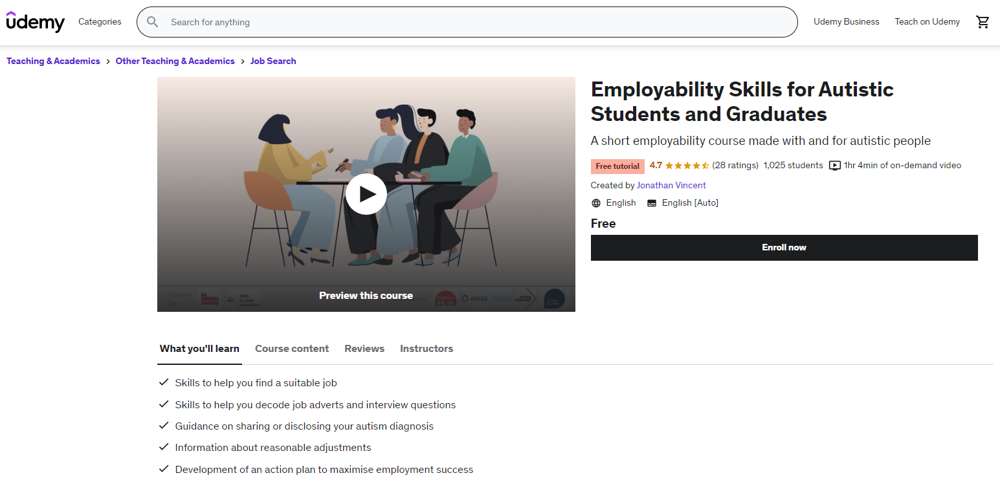 udemy
Categories
Search for anything
Udemy Business
Teach on Udemy
Teaching & Academics
Other Teaching & Academics
Job Search
Employability Skills for Autistic
Students and Graduates
A short employability course made with and for autistic people
Free tutorial 4.7 (28 ratings) 1,025 students 1hr 4min of on-demand video
Created by Jonathan Vincent
English English [Auto]
Free
Enroll now
Funded
by:
AGCAS
Preview this course
What you'll learn
Course content
Reviews
Instructors
Skills to help you find a suitable job
Skills to help you decode job adverts and interview questions
Guidance on sharing or disclosing your autism diagnosis
Information about reasonable adjustments
Development of an action plan to maximise employment success